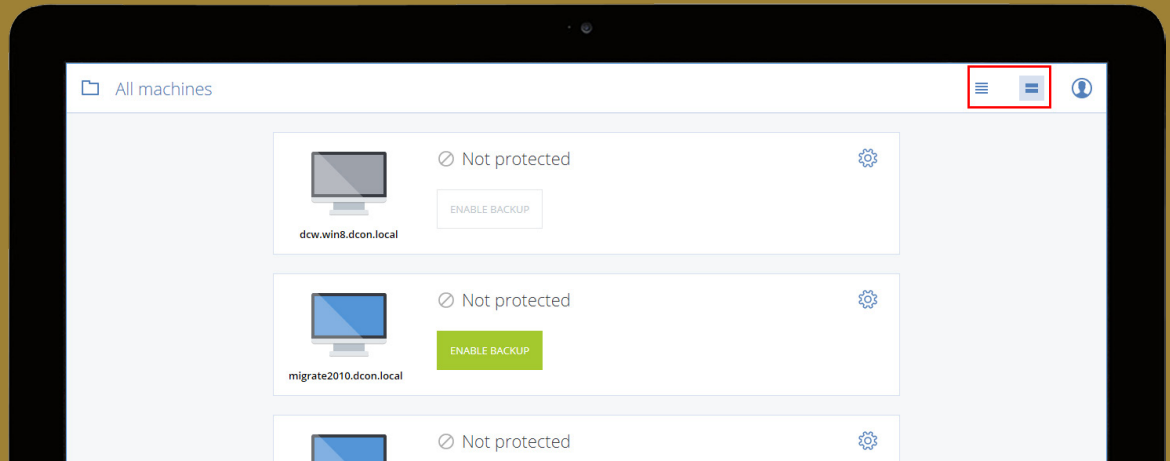 All machines
Not protected
ENABLE BACKUP
dcw.win8.dcon.local
Not protected
ENABLE BACKUP
migrate2010.dcon.local
Not protected